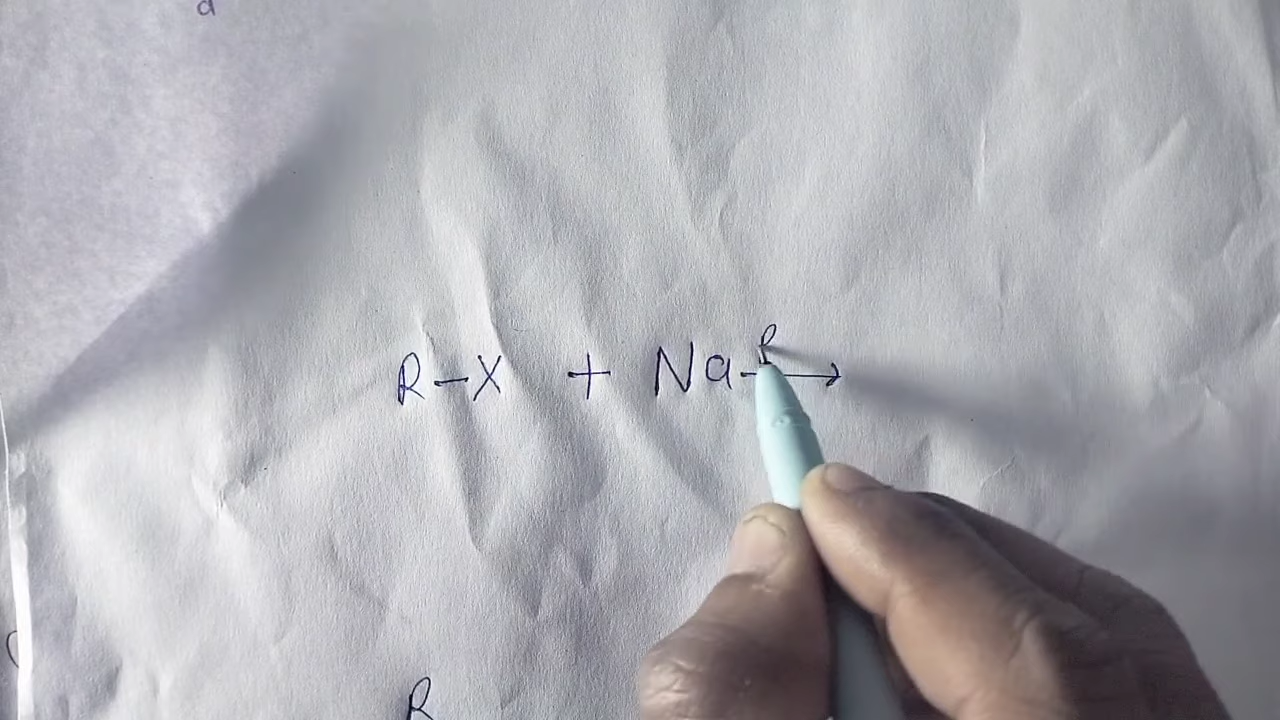 d
R-X + Na →
R